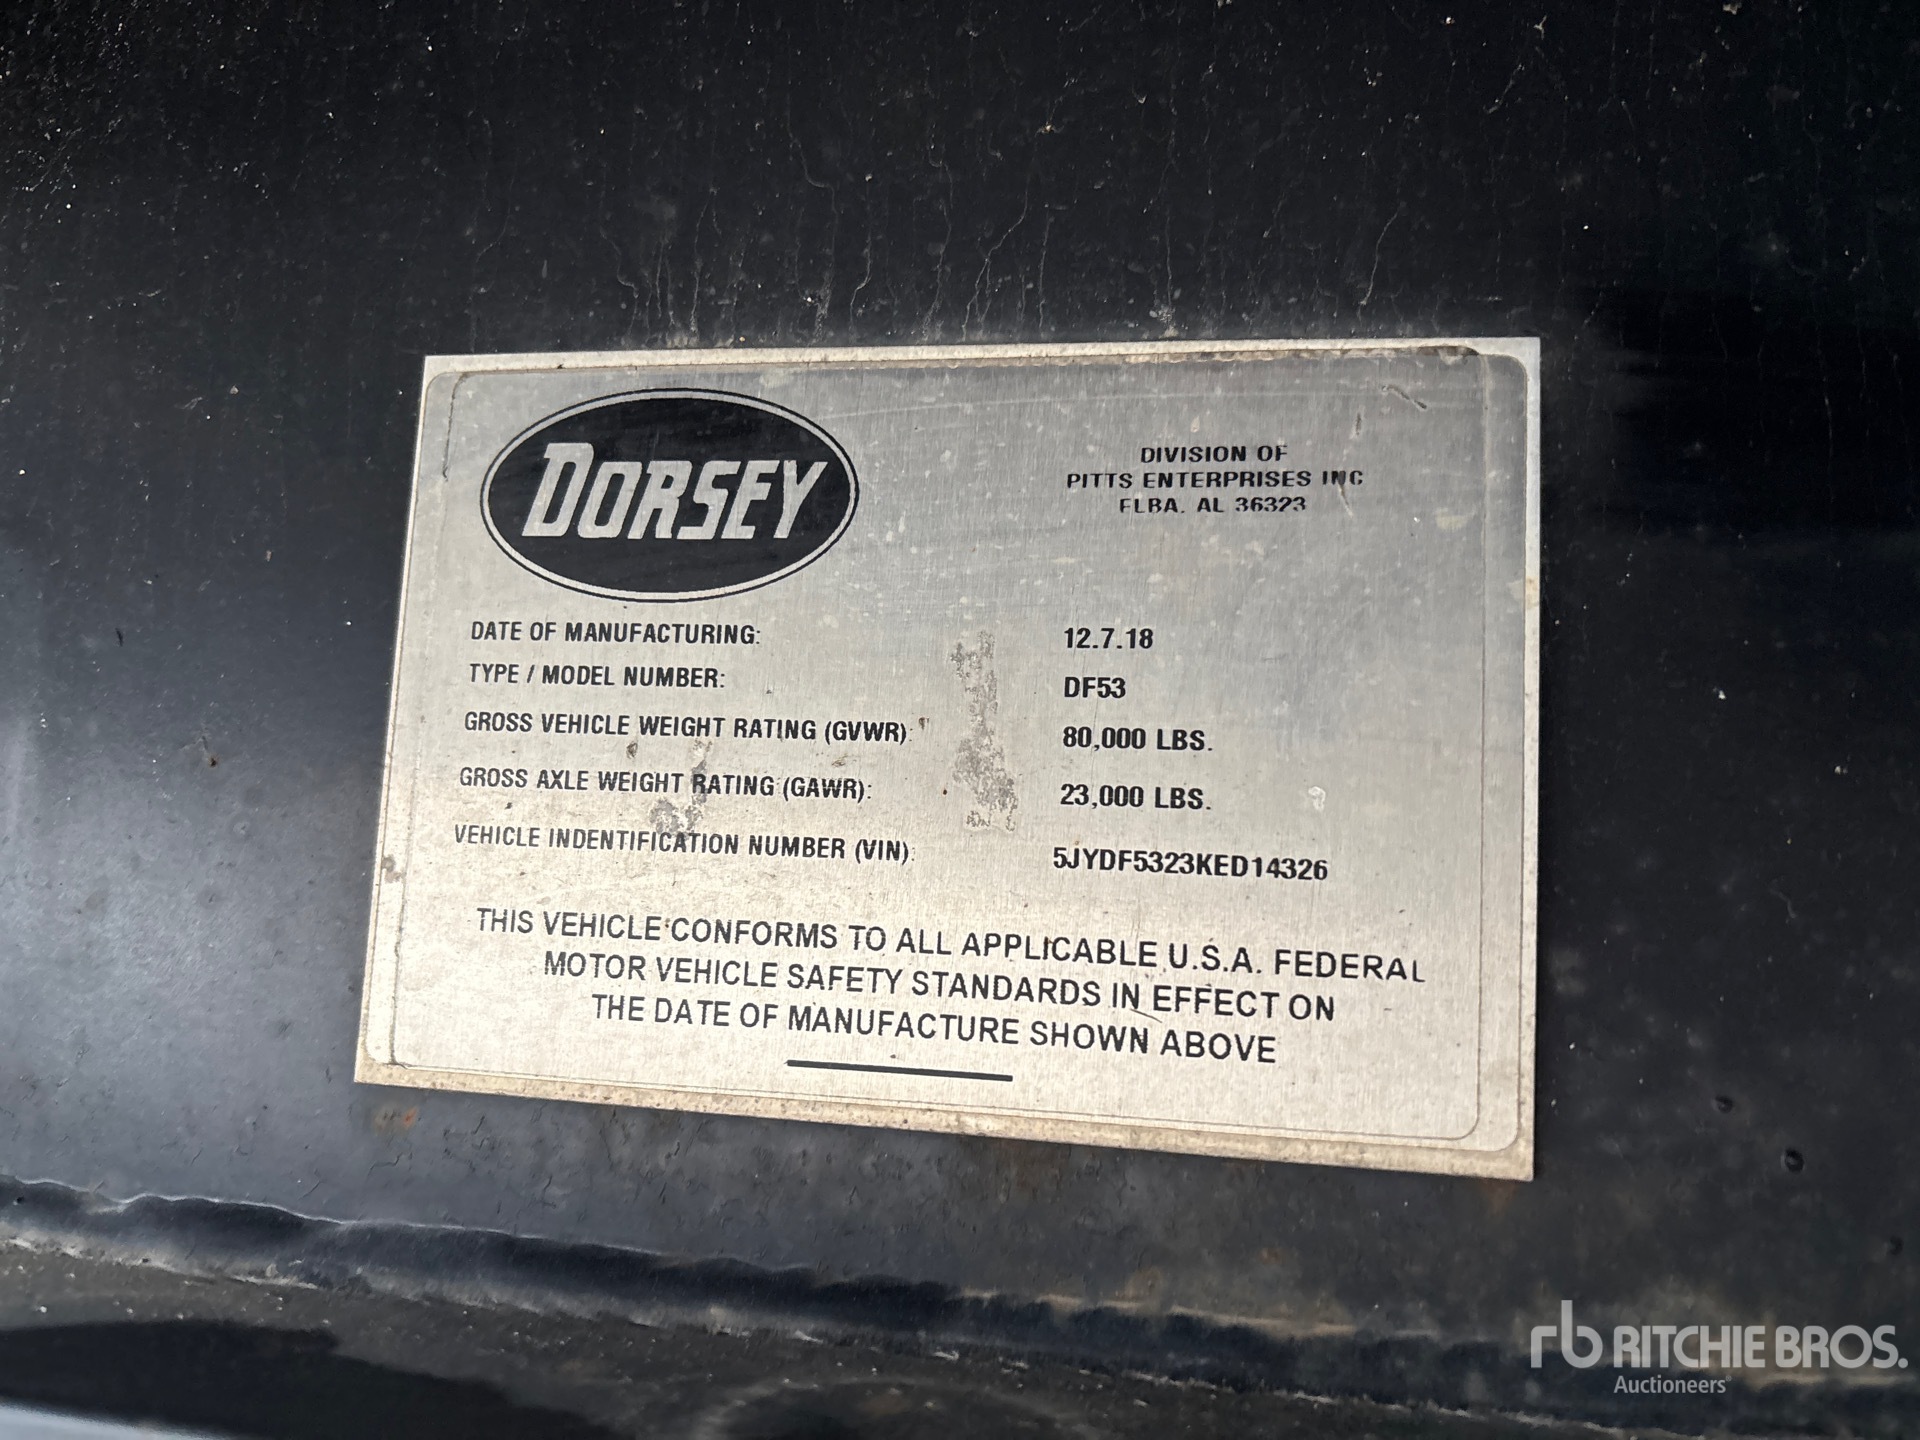 DORSEY
DIVISION OF
PITTS ENTERPRISES INC
ELBA, AL 36323
DATE OF MANUFACTURING: 12.7.18
TYPE / MODEL NUMBER: DF53
GROSS VEHICLE WEIGHT RATING (GVWR): 80,000 LBS.
GROSS AXLE WEIGHT RATING (GAWR): 23,000 LBS.
VEHICLE INDENTIFICATION NUMBER (VIN): 5JYDF5323KED14326
THIS VEHICLE CONFORMS TO ALL APPLICABLE U.S.A. FEDERAL
MOTOR VEHICLE SAFETY STANDARDS IN EFFECT ON
THE DATE OF MANUFACTURE SHOWN ABOVE
rb RITCHIE BROS.
Auctioneers